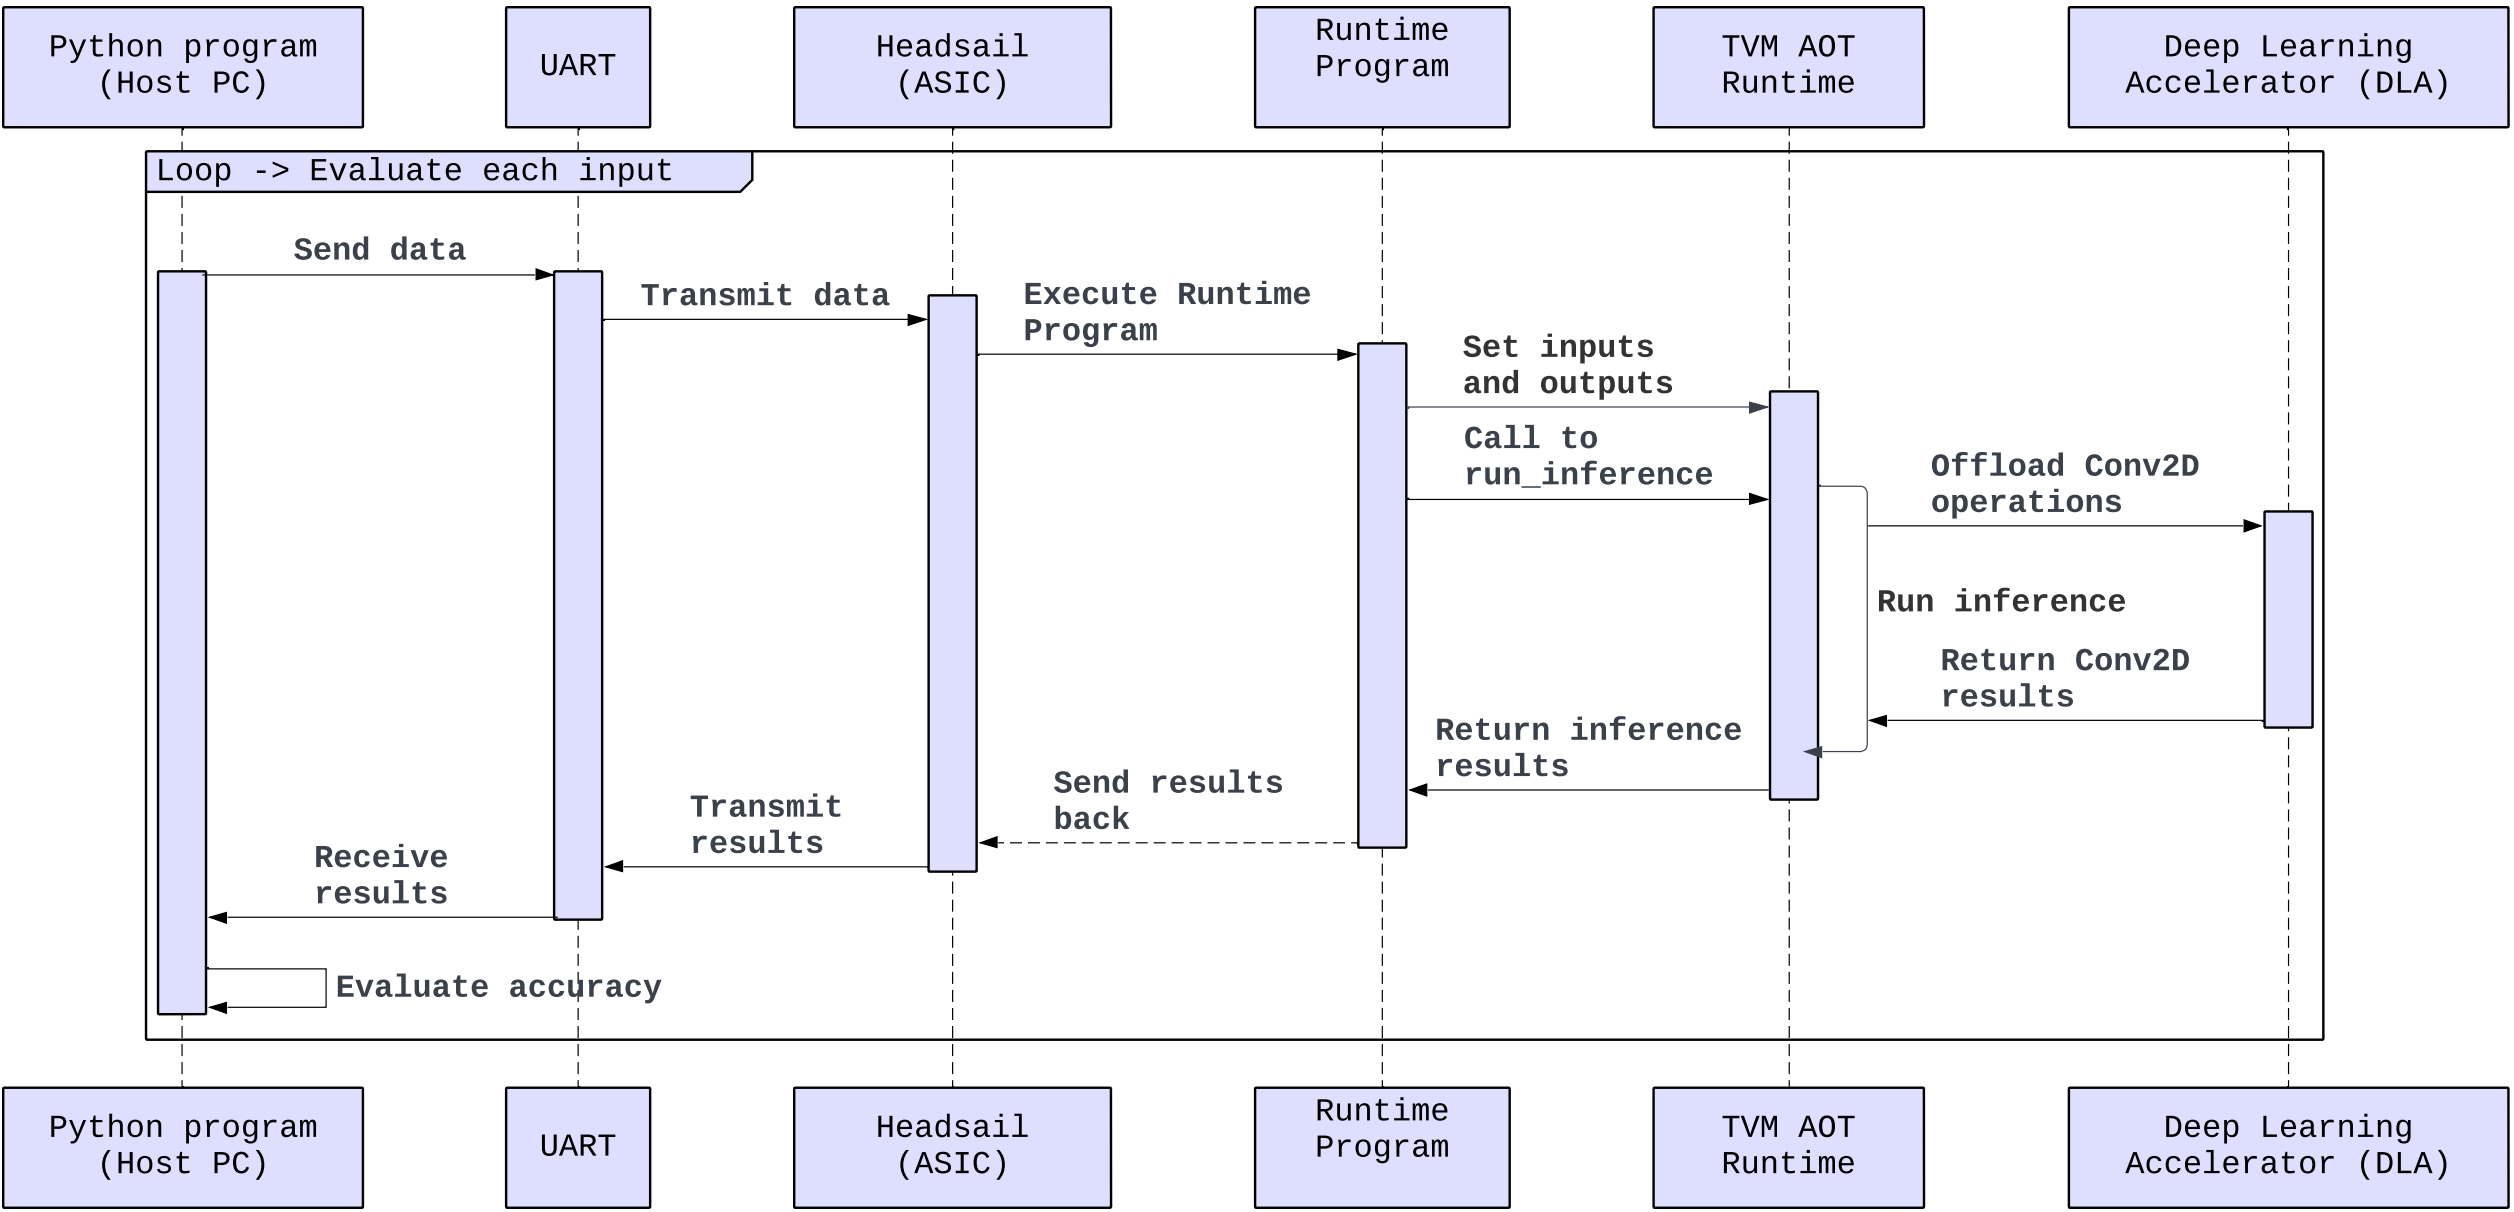 Python program
(Host PC)
UART
Headsail
(ASIC)
Runtime
Program
TVM AOT
Runtime
Deep Learning
Accelerator (DLA)
Loop -> Evaluate each input
Send data
Transmit data
Execute Runtime
Program
Set inputs
and outputs
Call to
run_inference
Offload Conv2D
operations
Run inference
Return Conv2D
results
Return inference
results
Send results
back
Transmit
results
Receive
results
Evaluate accuracy
Python program
(Host PC)
UART
Headsail
(ASIC)
Runtime
Program
TVM AOT
Runtime
Deep Learning
Accelerator (DLA)